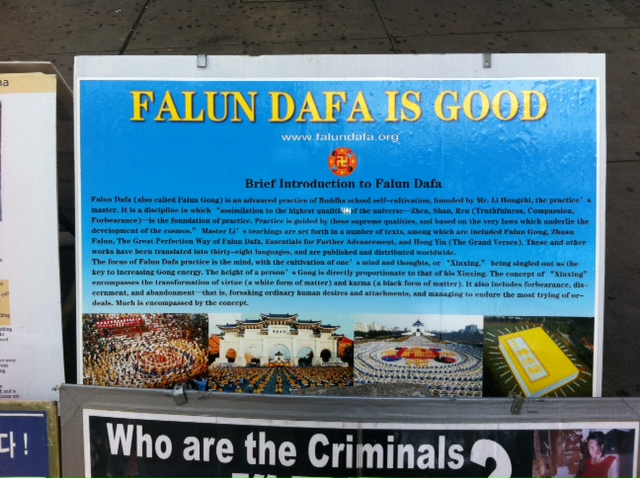 FALUN DAFA IS GOOD
www.falundafa.org
Brief Introduction to Falun Dafa
Falun Dafa (also called Falun Gong) is an advanced practice of Buddha school self-cultivation, founded by Mr. Li Hongzhi, the practice's
master. It is a discipline in which "assimilation to the highest qualities of the universe—Zhen, Shan, Ren (Truthfulness, Compassion,
Forbearance)—is the foundation of practice. Practice is guided by these supreme qualities, and based on the very laws which underlie the
development of the cosmos." Master Li's teachings are set forth in a number of texts, among which are included Falun Gong, Zhuan
Falun, The Great Perfection Way of Falun Dafa, Essentials for Further Advancement, and Hong Yin (The Grand Verses). These and other
works have been translated into thirty-eight languages, and are published and distributed worldwide.
The focus of Falun Dafa practice is the mind, with the cultivation of one's mind and thoughts, or "Xinxing," being singled out as the
key to increasing Gong energy. The height of a person's Gong is directly proportionate to that of his Xinxing. The concept of "Xinxing"
encompasses the transformation of virtue (a white form of matter) and karma (a black form of matter). It also includes forbearance, dis-
cernment, and abandonment—that is, forsaking ordinary human desires and attachments, and managing to endure the most trying of or-
deals. Much is encompassed by the concept.
다!
Who are the Criminals ?